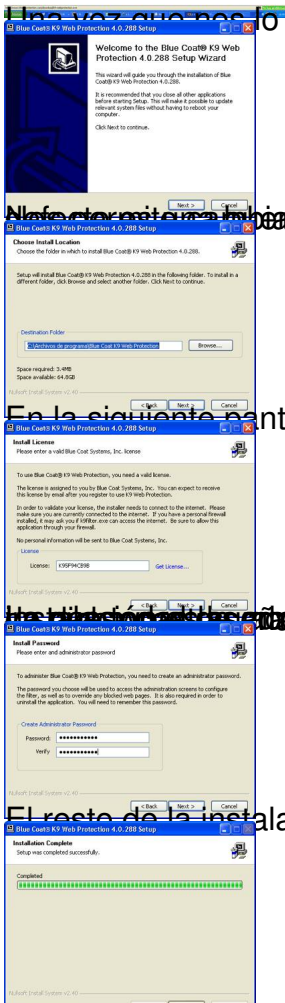 Una vez que nos lo
Blue Coat® K9 Web Protection 4.0.288 Setup
Welcome to the Blue Coat® K9 Web
Protection 4.0.288 Setup Wizard
This wizard will guide you through the installation of Blue
Coat® K9 Web Protection 4.0.288.
It is recommended that you close all other applications
before starting Setup. This will make it possible to update
relevant system files without having to reboot your
computer.
Click Next to continue.
Next > Cancel
Blue Coat® K9 Web Protection 4.0.288 Setup
Choose Install Location
Choose the folder in which to install Blue Coat® K9 Web Protection 4.0.288.
Setup will install Blue Coat® K9 Web Protection 4.0.288 in the following folder. To install in a
different folder, click Browse and select another folder. Click Next to continue.
Destination Folder
C:\Archivos de programa\Blue Coat K9 Web Protection
Browse...
Space required: 3.4MB
Space available: 64.8GB
Nullsoft Install System v2.40
< Back Next > Cancel
En la siguiente pant
Blue Coat® K9 Web Protection 4.0.288 Setup
Install License
Please enter a valid Blue Coat Systems, Inc. license
To use Blue Coat® K9 Web Protection, you need a valid license.
The license is assigned to you by Blue Coat Systems, Inc. You can expect to receive
this license by email after you register to use K9 Web Protection.
In order to validate your license, the installer needs to connect to the internet. Please
make sure you are currently connected to the internet. If you have a personal firewall
installed, it may ask you if k9filter.exe can access the internet. Be sure to allow this
application through your firewall.
No personal information will be sent to Blue Coat Systems, Inc.
License
License: K95F94CB9B Get License...
Nullsoft Install System v2.40
< Back Next > Cancel
Blue Coat® K9 Web Protection 4.0.288 Setup
Install Password
Please enter and administrator password
To administer Blue Coat® K9 Web Protection, you need to create an administrator password.
The password you choose will be used to access the administration screens to configure
the filter, as well as to override any blocked web pages. It is also required in order to
uninstall the application. You will need to remember this password.
Create Administrator Password
Password:
Verify
Nullsoft Install System v2.40
< Back Next > Cancel
El resto de la instala
Blue Coat® K9 Web Protection 4.0.288 Setup
Installation Complete
Setup was completed successfully.
Completed
Nullsoft Install System v2.40